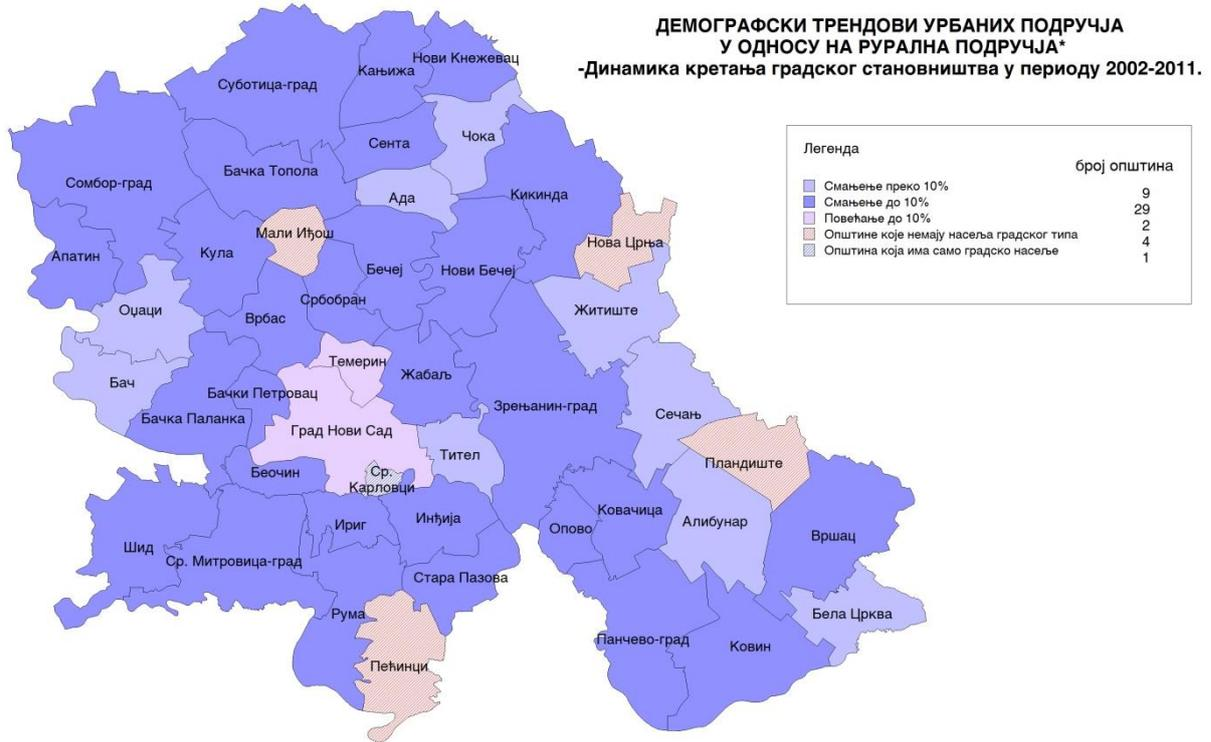 ДЕМОГРАФСКИ ТРЕНДОВИ УРБАНИХ ПОДРУЧЈА
У ОДНОСУ НА РУРАЛНА ПОДРУЧЈА*
-Динамика кретања градског становништва у периоду 2002-2011.
Легенда
број општина
Смањење преко 10% 9
Смањење до 10% 29
Повећање до 10% 2
Општине које немају насеља градског типа 4
Општина која има само градско насеље 1
Нови Кнежевац
Кањижа
Суботица-град
Чока
Сента
Бачка Топола
Сомбор-град
Ада
Кикинда
Мали Иђош
Нова Црња
Кула
Апатин
Бечеј
Нови Бечеј
Србобран
Оџаци
Врбас
Житиште
Темерин
Жабаљ
Бач
Бачки Петровац
Зрењанин-град
Сечањ
Бачка Паланка
Град Нови Сад
Тител
Пландиште
Беочин
Ср.
Карловци
Ковачица
Инђија
Ириг
Опово
Алибунар
Вршац
Шид
Ср. Митровица-град
Стара Пазова
Рума
Бела Црква
Панчево-град
Ковин
Пећинци